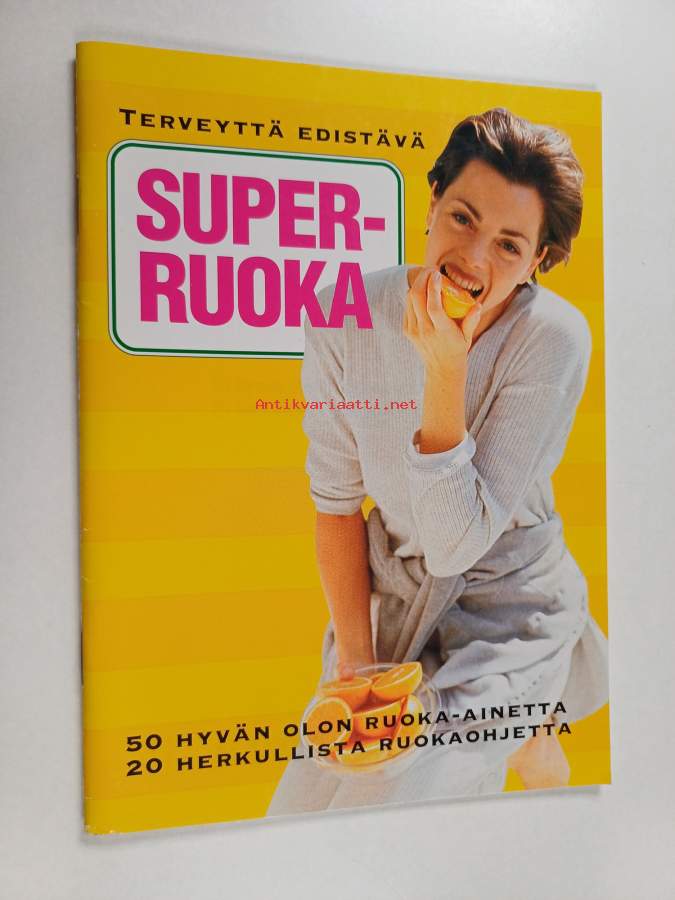 TERVEYTTÄ EDISTÄVÄ
SUPER-
RUOKA
Antikvariaatti.net
50 HYVÄN OLON RUOKA-AINETTA
20 HERKULLISTA RUOKAOHJETTA